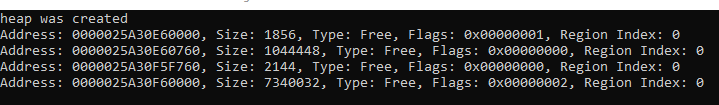 heap was created
Address: 0000025A30E60000, Size: 1856, Type: Free, Flags: 0x00000001, Region Index: 0
Address: 0000025A30E60760, Size: 1044448, Type: Free, Flags: 0x00000000, Region Index: 0
Address: 0000025A30F5F760, Size: 2144, Type: Free, Flags: 0x00000000, Region Index: 0
Address: 0000025A30F60000, Size: 7340032, Type: Free, Flags: 0x00000002, Region Index: 0